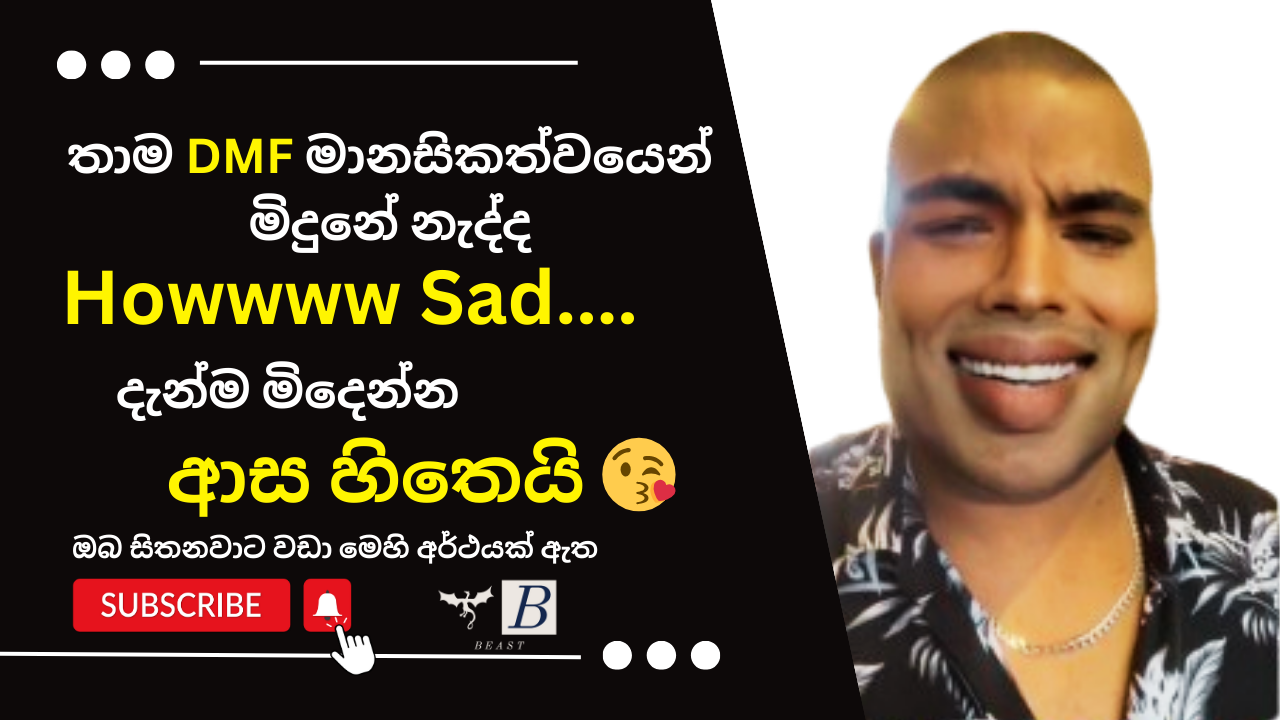 තාම DMF මානසිකත්වයෙන්
මිදුනේ නැද්ද
Howwww Sad....
දැන්ම මිදෙන්න
ආස හිතෙයි 😘
ඔබ සිතනවාට වඩා මෙහි අර්ථයක් ඇත
SUBSCRIBE
B
BEAST